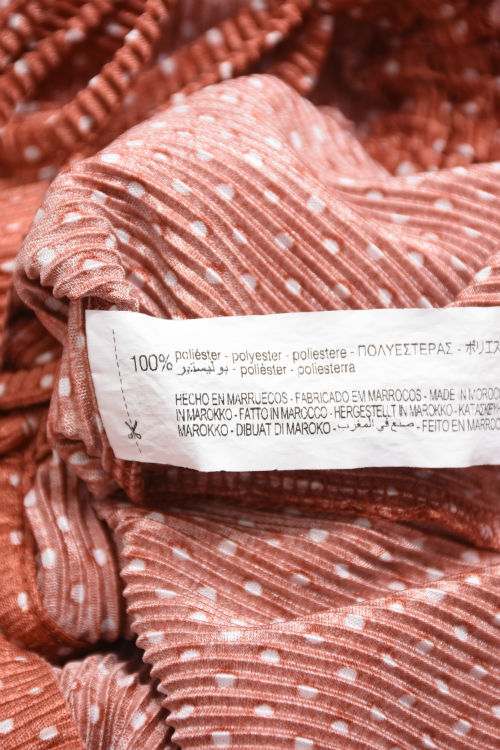 100% poliéster - polyester - poliestere - ΠΟΛΥΕΣΤΕΡΑΣ - ポリエス
بوليستير - polièster - poliesterra
HECHO EN MARRUECOS - FABRICADO EM MARROCOS - MADE IN MOROC
IN MAROKKO - FATTO IN MAROCCO - HERGESTELLT IN MAROKKO - ΚΑΤΑΣΚΕΥ
MAROKKO - DIBUAT DI MAROKO - صنع في المغرب - FEITO EN MARROC